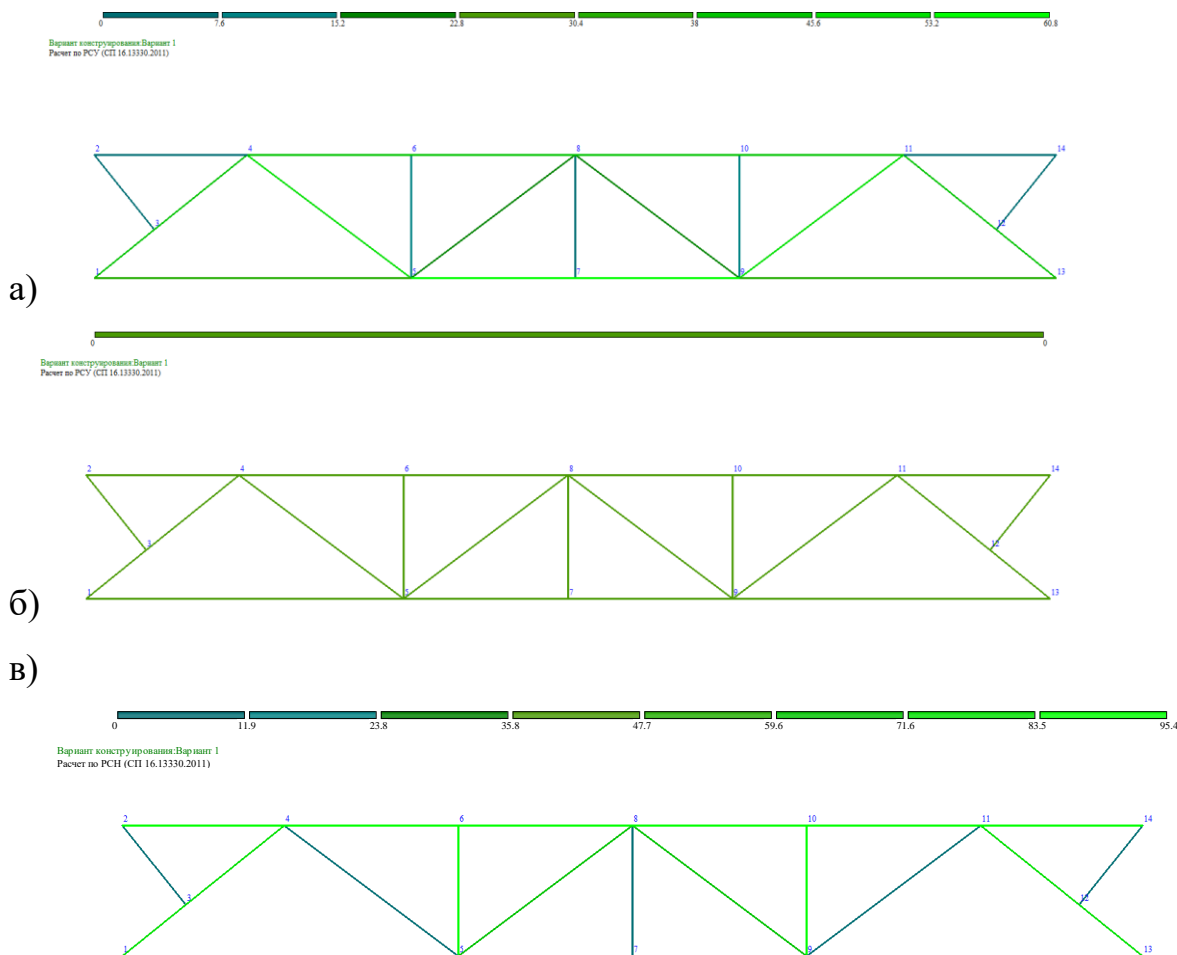 0 7.6 15.2 22.8 30.4 38 45.6 53.2 60.8
Вариант конструирования:Вариант 1
Расчет по РСУ (СП 16.13330.2011)
2 4 6 8 10 11 14
3 12
1 5 7 9 13
а)
0 0
Вариант конструирования:Вариант 1
Расчет по РСУ (СП 16.13330.2011)
2 4 6 8 10 11 14
3 12
1 5 7 9 13
б)
в)
0 11.9 23.8 35.8 47.7 59.6 71.6 83.5 95.4
Вариант конструирования:Вариант 1
Расчет по РСН (СП 16.13330.2011)
2 4 6 8 10 11 14
3 12
1 5 7 9 13